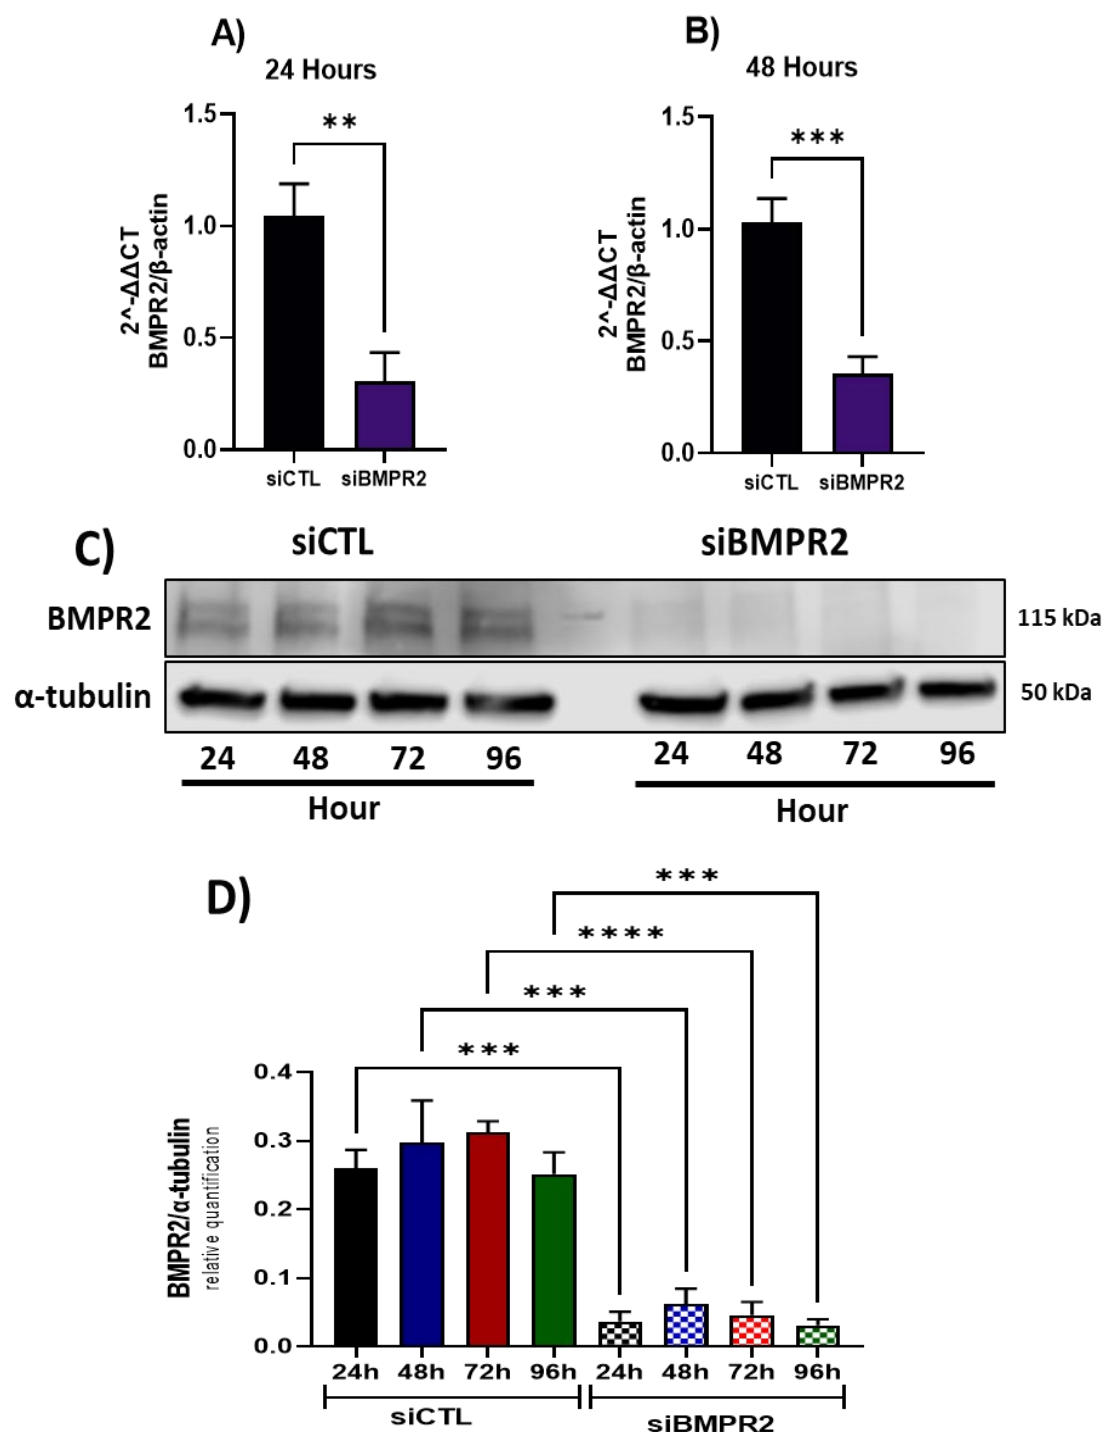 A)
24 Hours
**
1.5
1.0
0.5
0.0
2^-ΔΔCT
BMPR2/β-actin
siCTL siBMPR2
B)
48 Hours
***
1.5
1.0
0.5
0.0
2^-ΔΔCT
BMPR2/β-actin
siCTL siBMPR2
C)
siCTL siBMPR2
BMPR2 115 kDa
α-tubulin 50 kDa
24 48 72 96 24 48 72 96
Hour Hour
D)
***
****
***
***
0.4
0.3
0.2
0.1
0.0
BMPR2/α-tubulin
relative quantification
24h 48h 72h 96h 24h 48h 72h 96h
siCTL siBMPR2